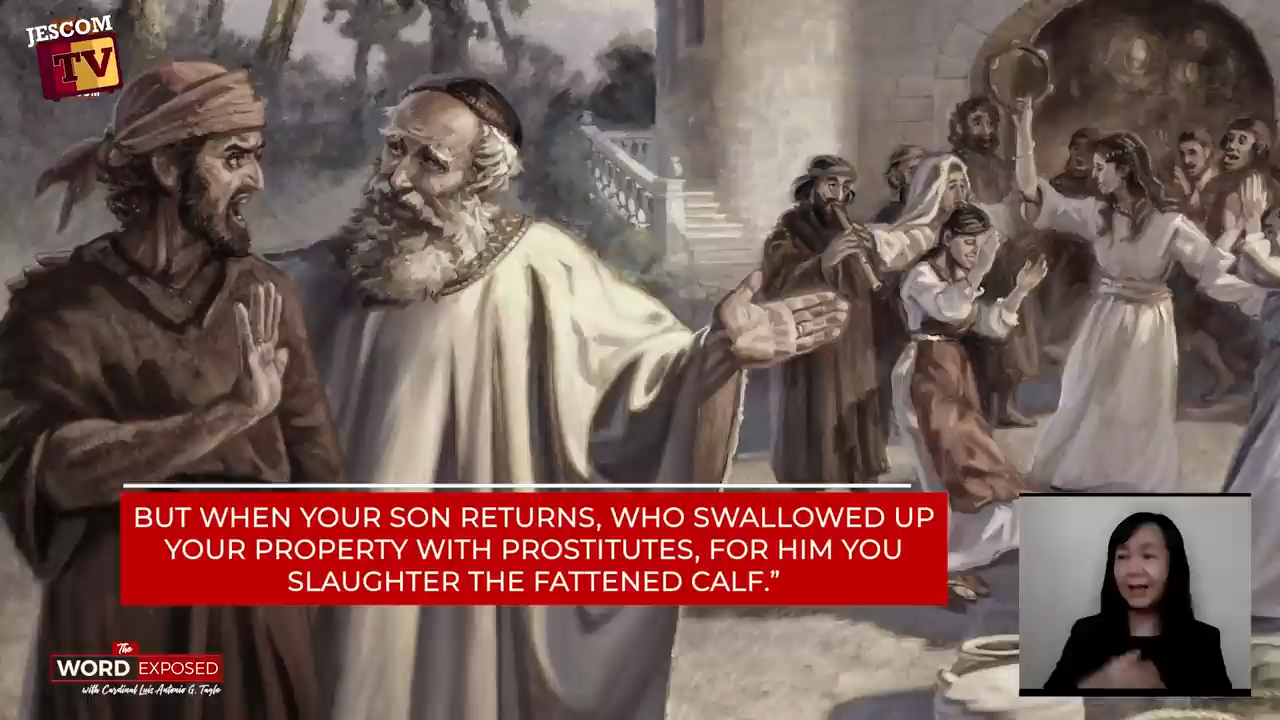 JESCOM
TV
BUT WHEN YOUR SON RETURNS, WHO SWALLOWED UP
YOUR PROPERTY WITH PROSTITUTES, FOR HIM YOU
SLAUGHTER THE FATTENED CALF.”
The
WORD EXPOSED
with Cardinal Luis Antonio G. Tagle